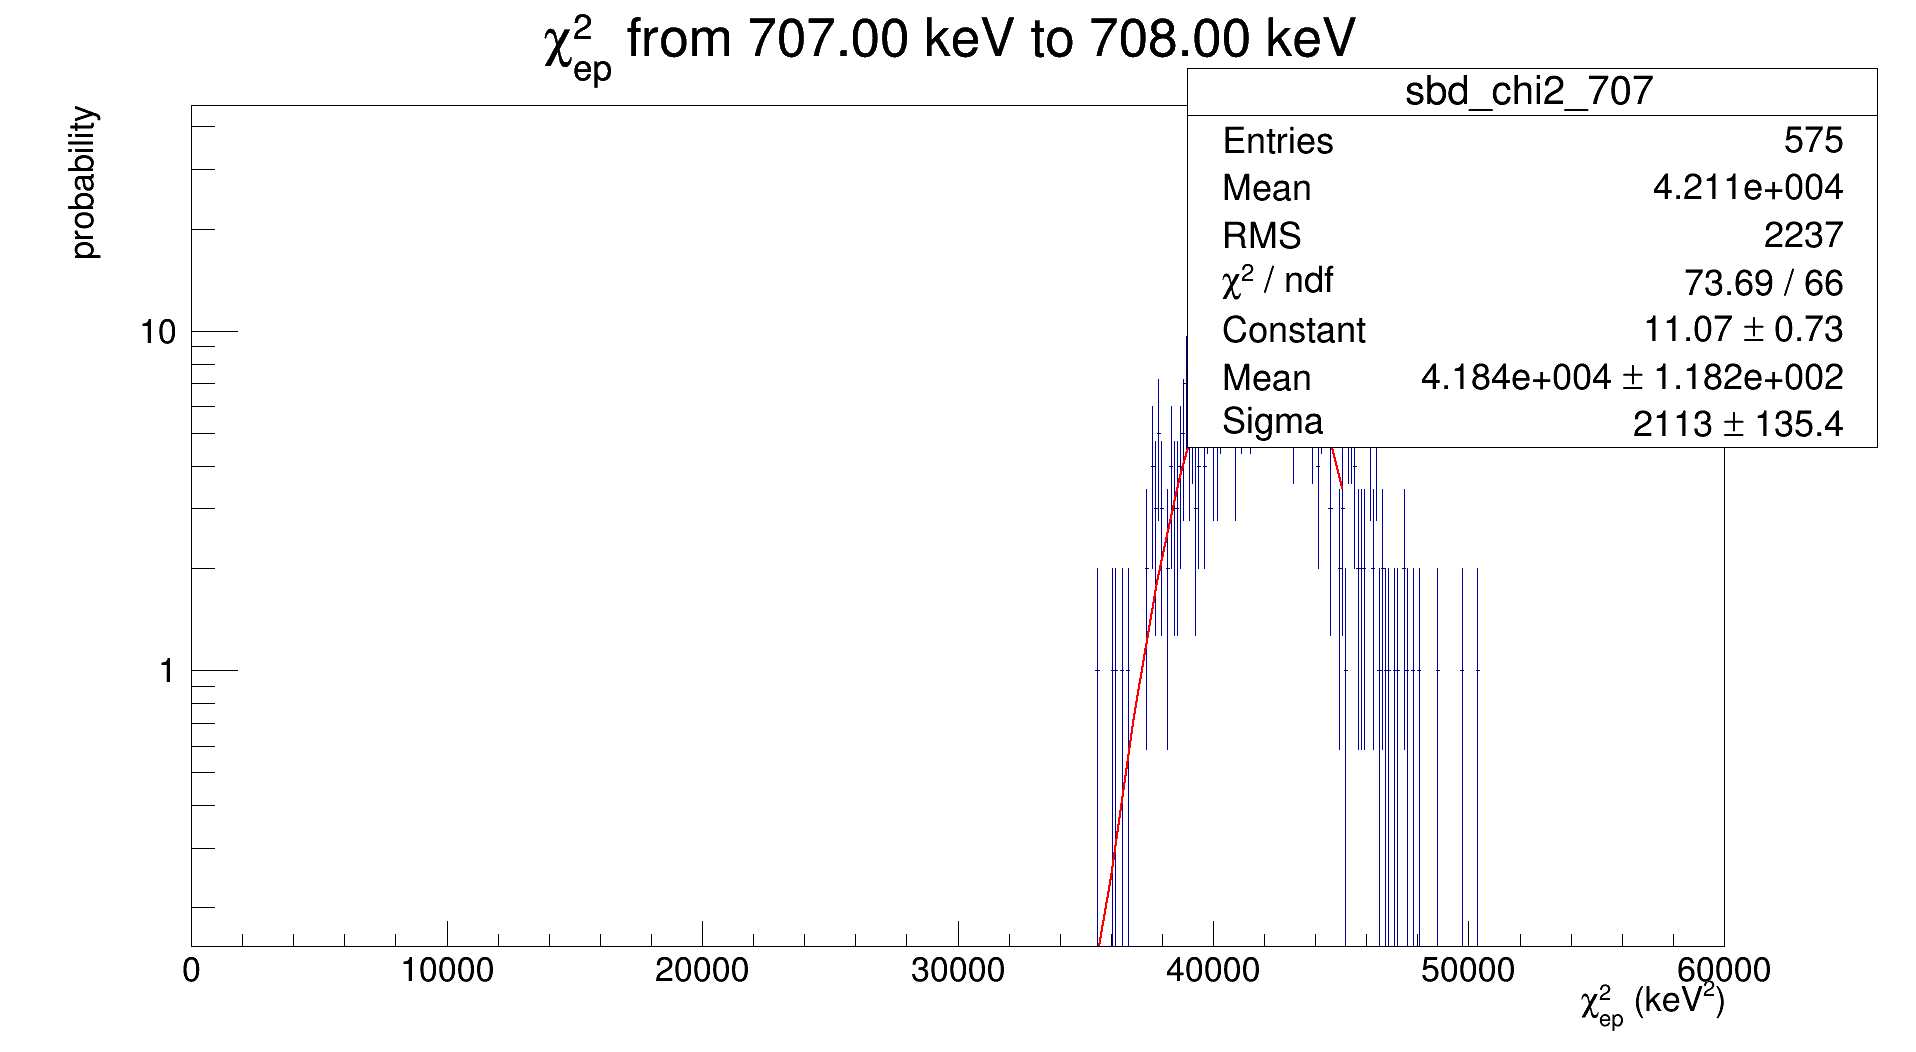 χ²ep from 707.00 keV to 708.00 keV
sbd_chi2_707
Entries 575
Mean 4.211e+004
RMS 2237
χ² / ndf 73.69 / 66
Constant 11.07 ± 0.73
Mean 4.184e+004 ± 1.182e+002
Sigma 2113 ± 135.4
probability
10
1
0 10000 20000 30000 40000 50000 60000
χ²ep (keV²)